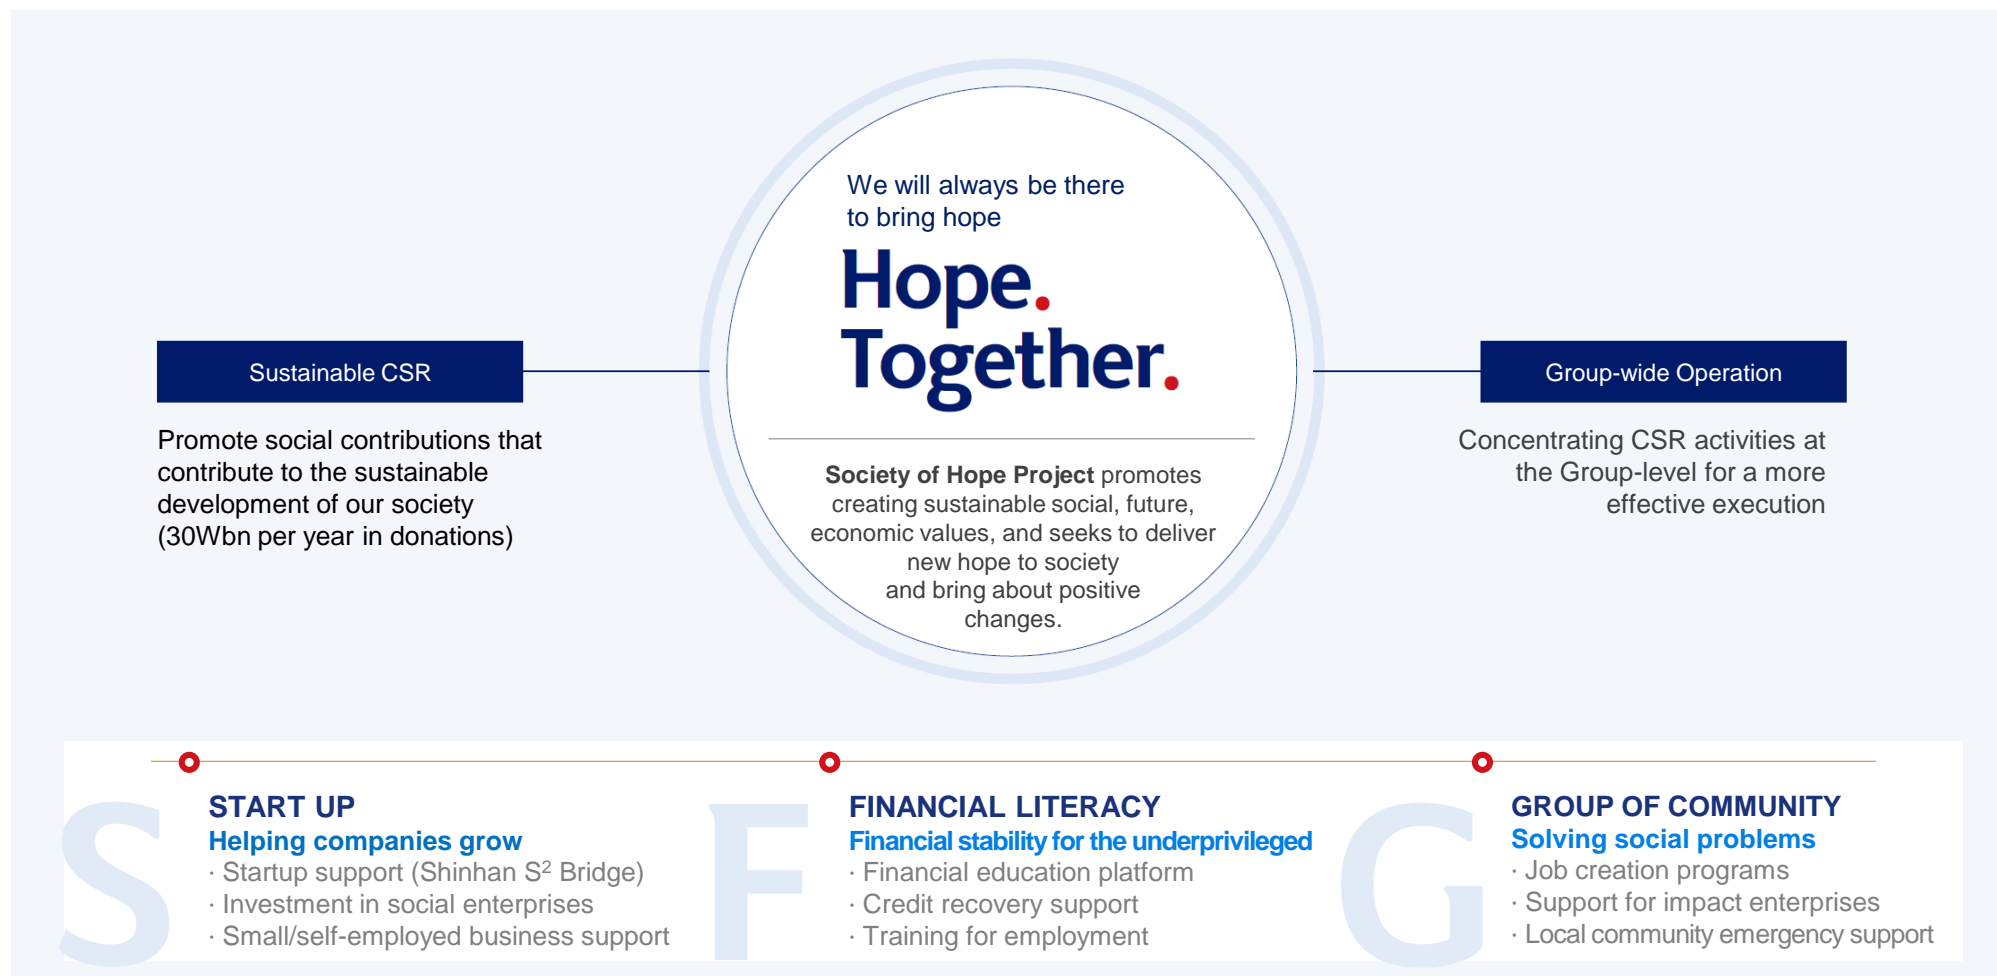 We will always be there
to bring hope
Hope.
Together.
Society of Hope Project promotes
creating sustainable social, future,
economic values, and seeks to deliver
new hope to society
and bring about positive
changes.
Sustainable CSR
Promote social contributions that
contribute to the sustainable
development of our society
(30Wbn per year in donations)
Group-wide Operation
Concentrating CSR activities at
the Group-level for a more
effective execution
S
START UP
Helping companies grow
· Startup support (Shinhan S² Bridge)
· Investment in social enterprises
· Small/self-employed business support
F
FINANCIAL LITERACY
Financial stability for the underprivileged
· Financial education platform
· Credit recovery support
· Training for employment
G
GROUP OF COMMUNITY
Solving social problems
· Job creation programs
· Support for impact enterprises
· Local community emergency support